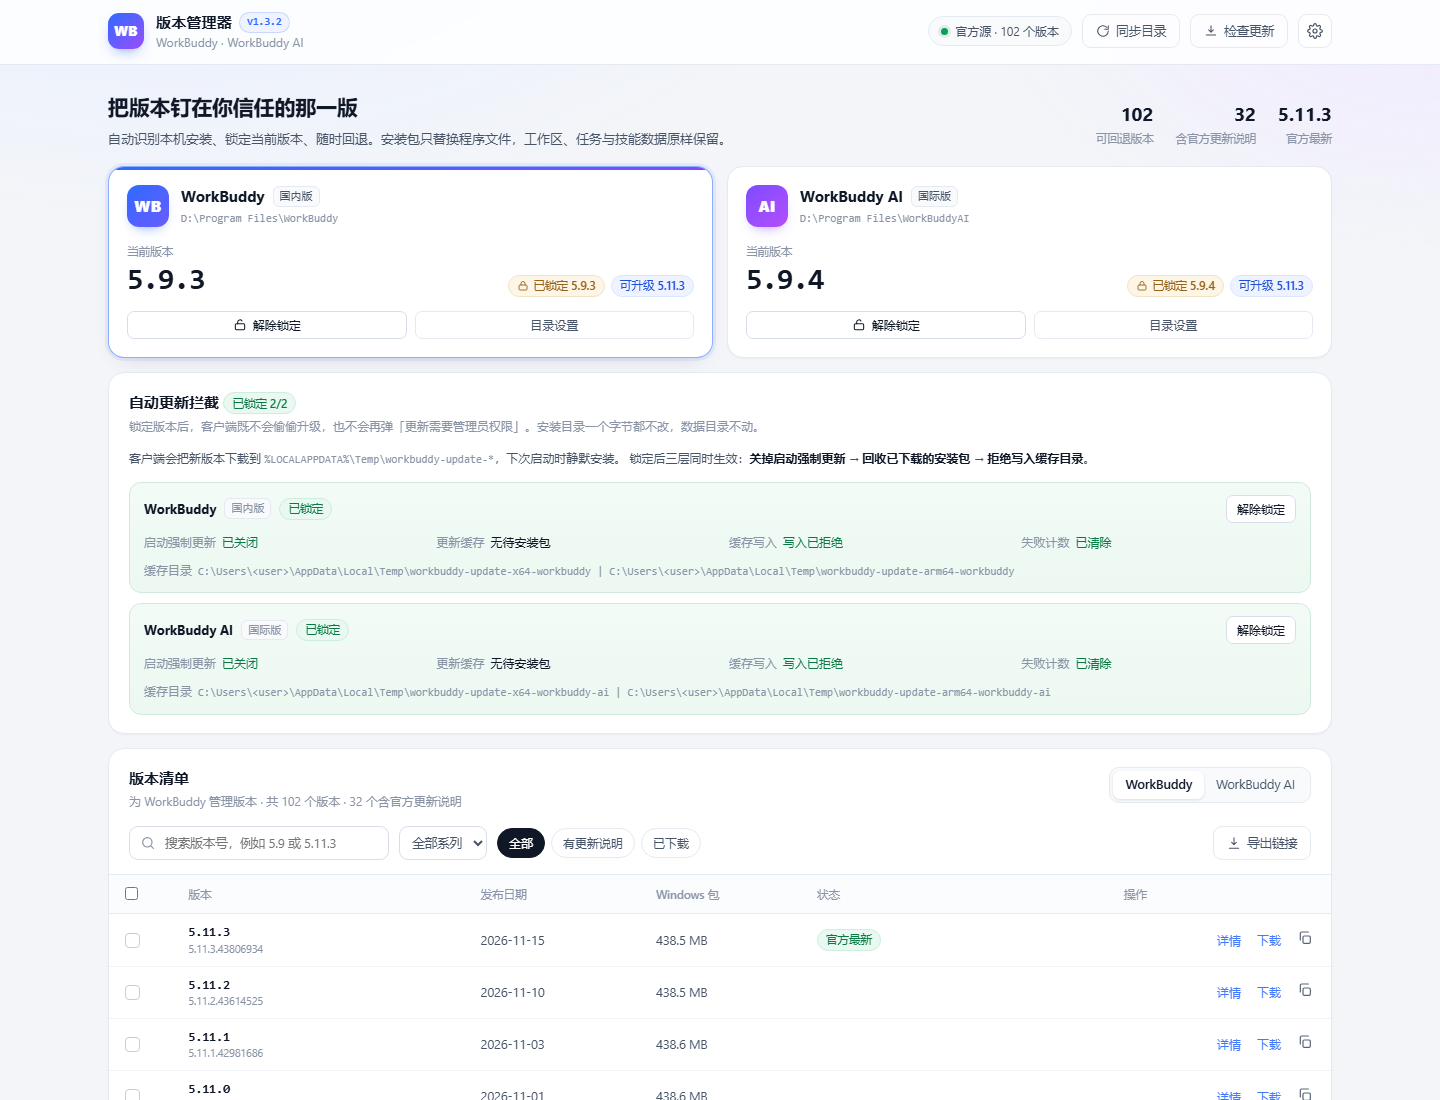 WB
版本管理器 v1.3.2
WorkBuddy · WorkBuddy AI
官方源 · 102 个版本
同步目录
检查更新
把版本钉在你信任的那一版
自动识别本机安装、锁定当前版本、随时回退。安装包只替换程序文件，工作区、任务与技能数据原样保留。
102
可回退版本
32
含官方更新说明
5.11.3
官方最新
WB
WorkBuddy 国内版
D:\Program Files\WorkBuddy
当前版本
5.9.3
已锁定 5.9.3
可升级 5.11.3
解除锁定
目录设置
AI
WorkBuddy AI 国际版
D:\Program Files\WorkBuddyAI
当前版本
5.9.4
已锁定 5.9.4
可升级 5.11.3
解除锁定
目录设置
自动更新拦截 已锁定 2/2
锁定版本后，客户端既不会偷偷升级，也不会再弹「更新需要管理员权限」。安装目录一个字节都不改，数据目录不动。
客户端会把新版本下载到 %LOCALAPPDATA%\Temp\workbuddy-update-*，下次启动时静默安装。 锁定后三层同时生效：关掉启动强制更新 → 回收已下载的安装包 → 拒绝写入缓存目录。
WorkBuddy 国内版 已锁定
解除锁定
启动强制更新 已关闭
更新缓存 无待安装包
缓存写入 写入已拒绝
失败计数 已清除
缓存目录 C:\Users\<user>\AppData\Local\Temp\workbuddy-update-x64-workbuddy | C:\Users\<user>\AppData\Local\Temp\workbuddy-update-arm64-workbuddy
WorkBuddy AI 国际版 已锁定
解除锁定
启动强制更新 已关闭
更新缓存 无待安装包
缓存写入 写入已拒绝
失败计数 已清除
缓存目录 C:\Users\<user>\AppData\Local\Temp\workbuddy-update-x64-workbuddy-ai | C:\Users\<user>\AppData\Local\Temp\workbuddy-update-arm64-workbuddy-ai
版本清单
为 WorkBuddy 管理版本 · 共 102 个版本 · 32 个含官方更新说明
WorkBuddy
WorkBuddy AI
搜索版本号，例如 5.9 或 5.11.3
全部系列
全部
有更新说明
已下载
导出链接
版本 发布日期 Windows 包 状态 操作
5.11.3
5.11.3.43806934
2026-11-15 438.5 MB 官方最新 详情 下载
5.11.2
5.11.2.43614525
2026-11-10 438.5 MB 详情 下载
5.11.1
5.11.1.42981686
2026-11-03 438.6 MB 详情 下载
5.11.0
2026-11-01 438.6 MB 详情 下载